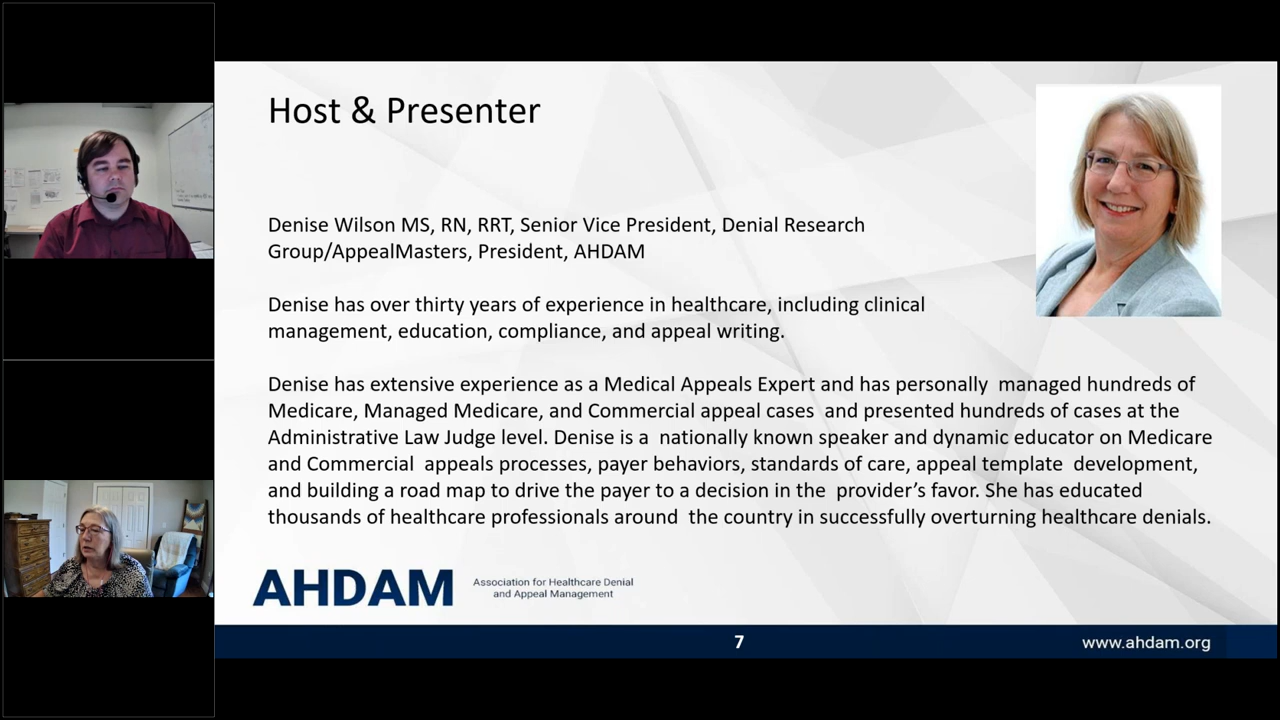 Host & Presenter
Denise Wilson MS, RN, RRT, Senior Vice President, Denial Research
Group/AppealMasters, President, AHDAM
Denise has over thirty years of experience in healthcare, including clinical
management, education, compliance, and appeal writing.
Denise has extensive experience as a Medical Appeals Expert and has personally managed hundreds of
Medicare, Managed Medicare, and Commercial appeal cases and presented hundreds of cases at the
Administrative Law Judge level. Denise is a nationally known speaker and dynamic educator on Medicare
and Commercial appeals processes, payer behaviors, standards of care, appeal template development,
and building a road map to drive the payer to a decision in the provider’s favor. She has educated
thousands of healthcare professionals around the country in successfully overturning healthcare denials.
AHDAM
Association for Healthcare Denial
and Appeal Management
7
www.ahdam.org